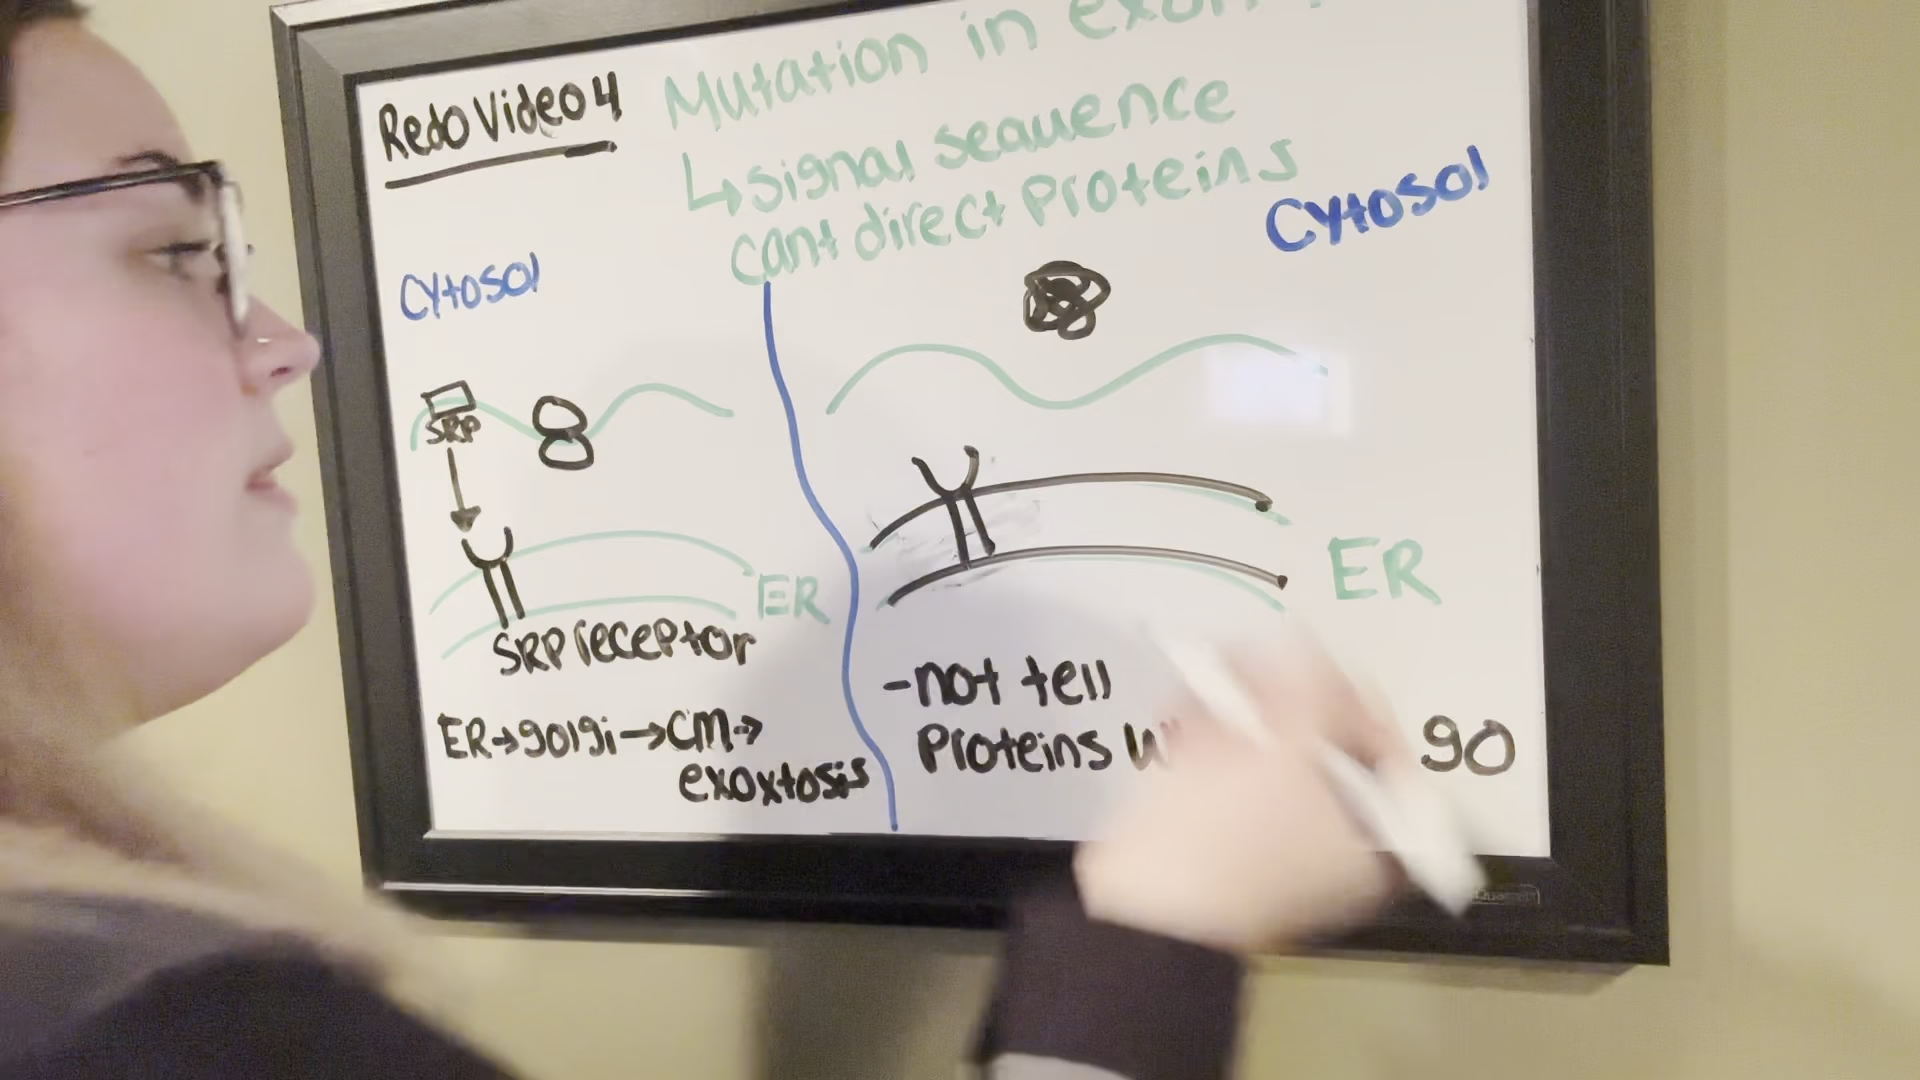 Redo Video 4
Mutation in exon
↳ signal seauence
cant direct Proteins
Cytosol
Cytosol
SRP
ER
SRP receptor
ER→golgi→CM→
exoxtosis
ER
-not tell
Proteins
go